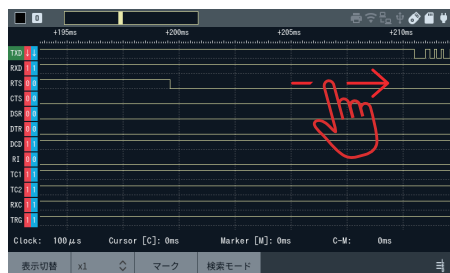 0
+195ms +200ms +205ms +210ms
TXD 1 1
RXD 1 1
RTS 0 0
CTS 0 0
DSR 0 0
DTR 0 0
DCD 1 1
RI 0 0
TC1 1 1
TC2 1 1
RXC 1 1
TRG 1 1
Clock: 100μs Cursor [C]: 0ms Marker [M]: 0ms C-M: 0ms
表示切替 x1 マーク 検索モード